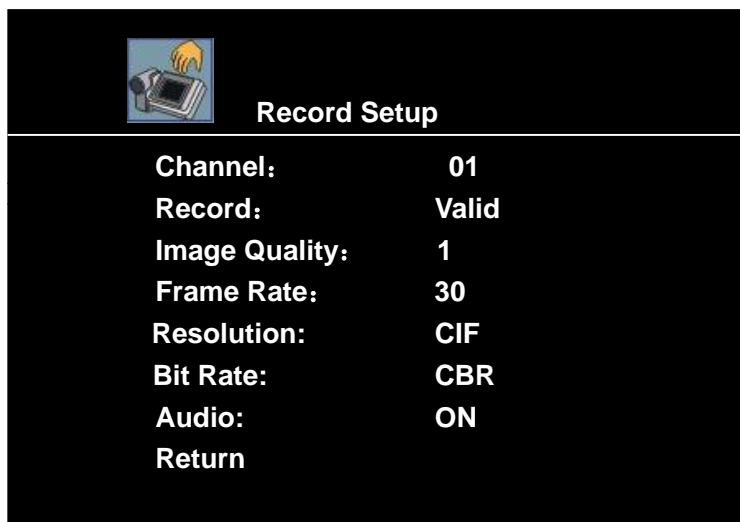 Record Setup
Channel： 01
Record： Valid
Image Quality： 1
Frame Rate： 30
Resolution: CIF
Bit Rate: CBR
Audio: ON
Return